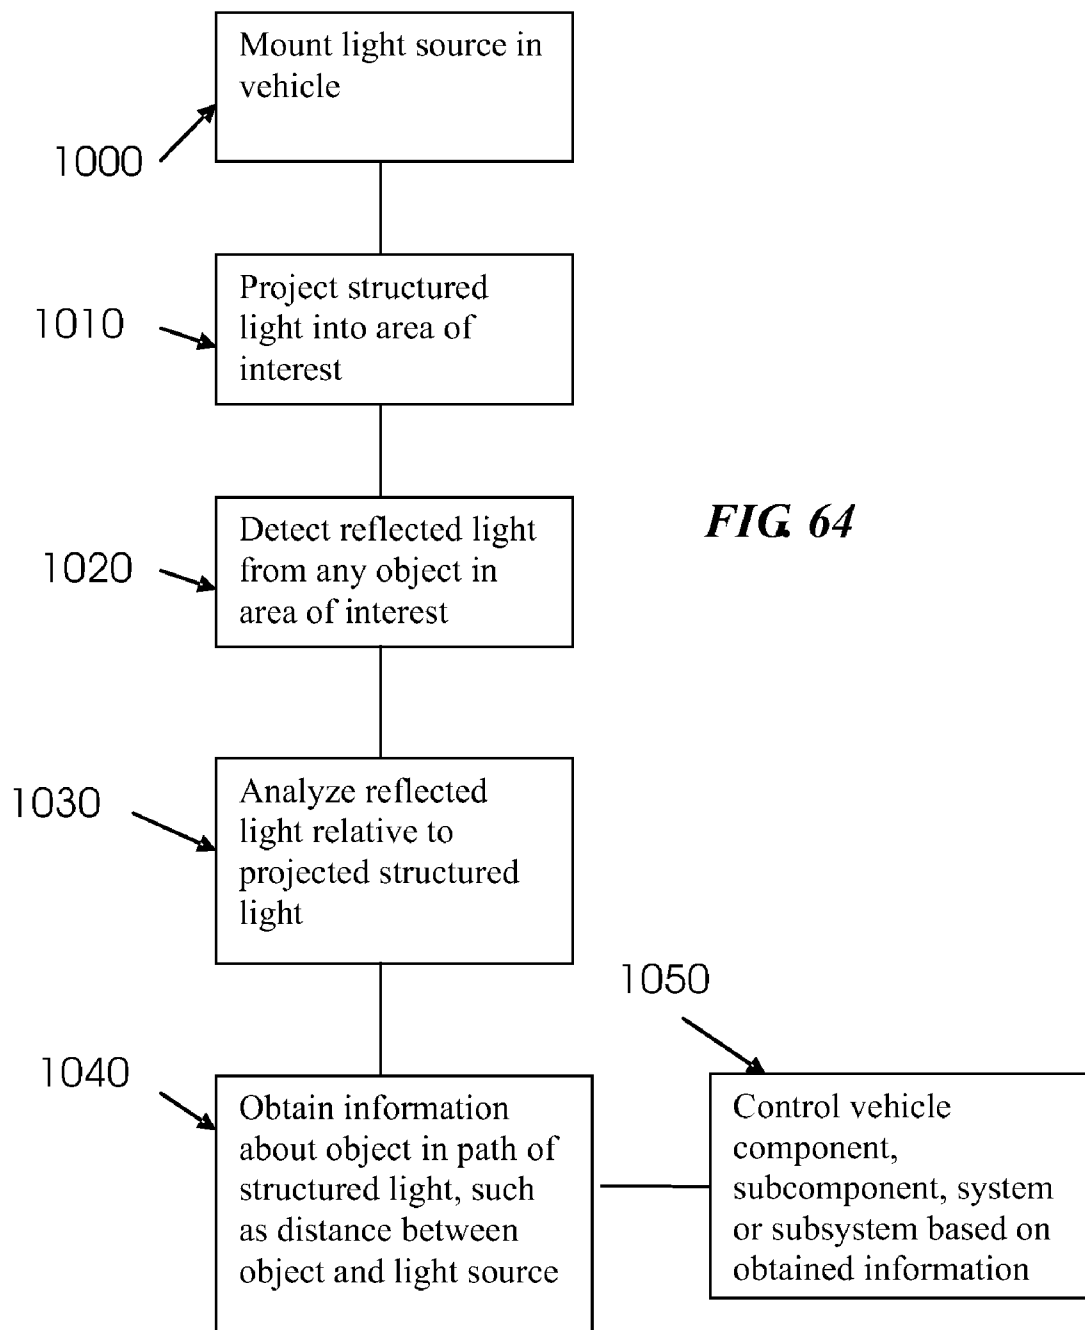 Mount light source in
vehicle
1000
Project structured
light into area of
interest
1010
Detect reflected light
from any object in
area of interest
1020
FIG. 64
Analyze reflected
light relative to
projected structured
light
1030
1050
1040
Obtain information
about object in path of
structured light, such
as distance between
object and light source
Control vehicle
component,
subcomponent, system
or subsystem based on
obtained information